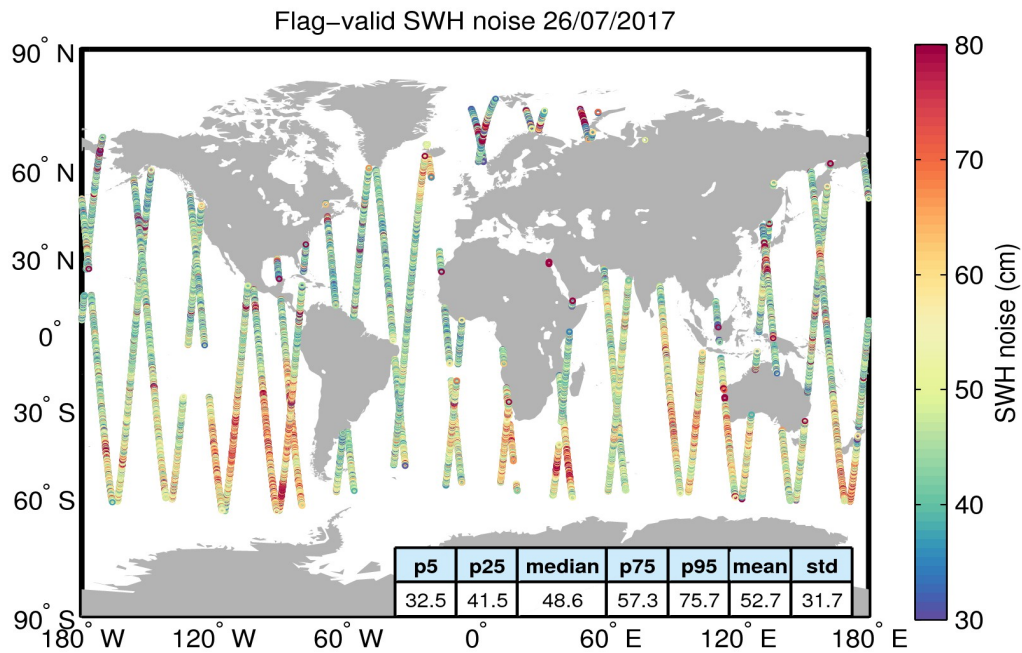 Flag−valid SWH noise 26/07/2017
90° N
60° N
30° N
0°
30° S
60° S
90° S
180° W
120° W
60° W
0°
60° E
120° E
180° E
p5 p25 median p75 p95 mean std
32.5 41.5 48.6 57.3 75.7 52.7 31.7
80
70
60
50
40
30
SWH noise (cm)